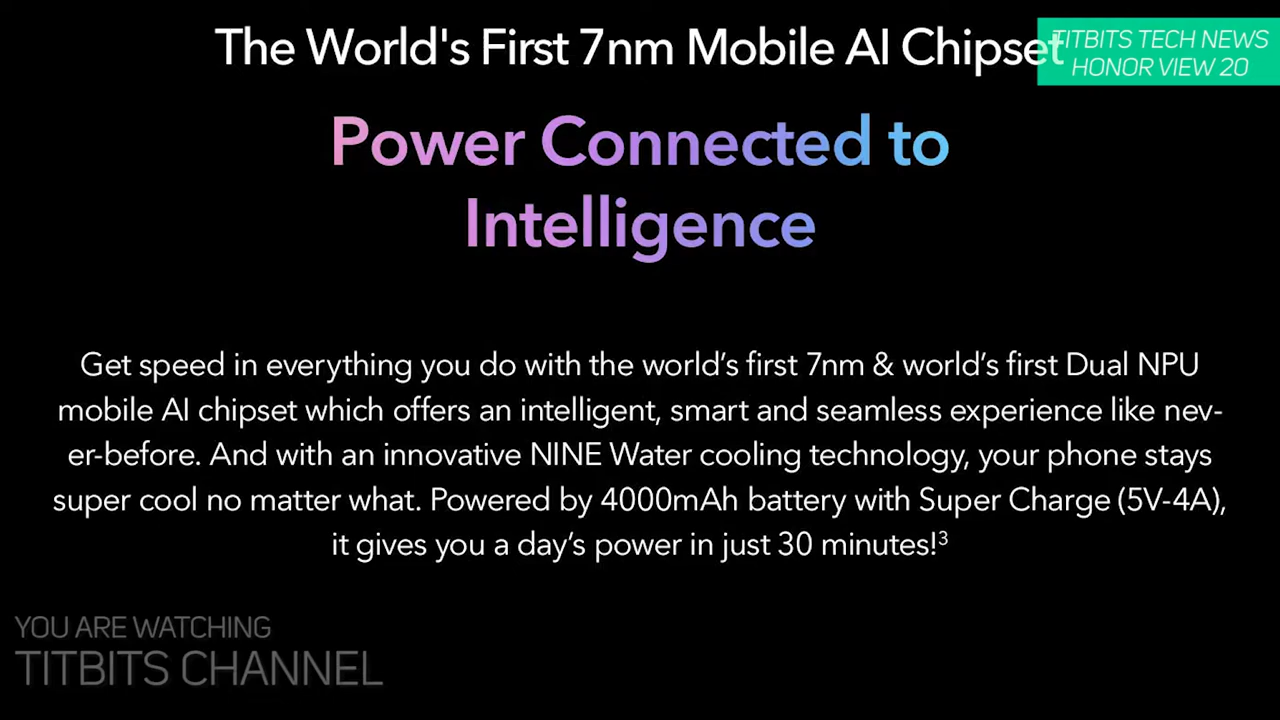 The World's First 7nm Mobile AI Chipset
TITBITS TECH NEWS
HONOR VIEW 20
Power Connected to
Intelligence
Get speed in everything you do with the world’s first 7nm & world’s first Dual NPU
mobile AI chipset which offers an intelligent, smart and seamless experience like nev-
er-before. And with an innovative NINE Water cooling technology, your phone stays
super cool no matter what. Powered by 4000mAh battery with Super Charge (5V-4A),
it gives you a day’s power in just 30 minutes!³
YOU ARE WATCHING
TITBITS CHANNEL